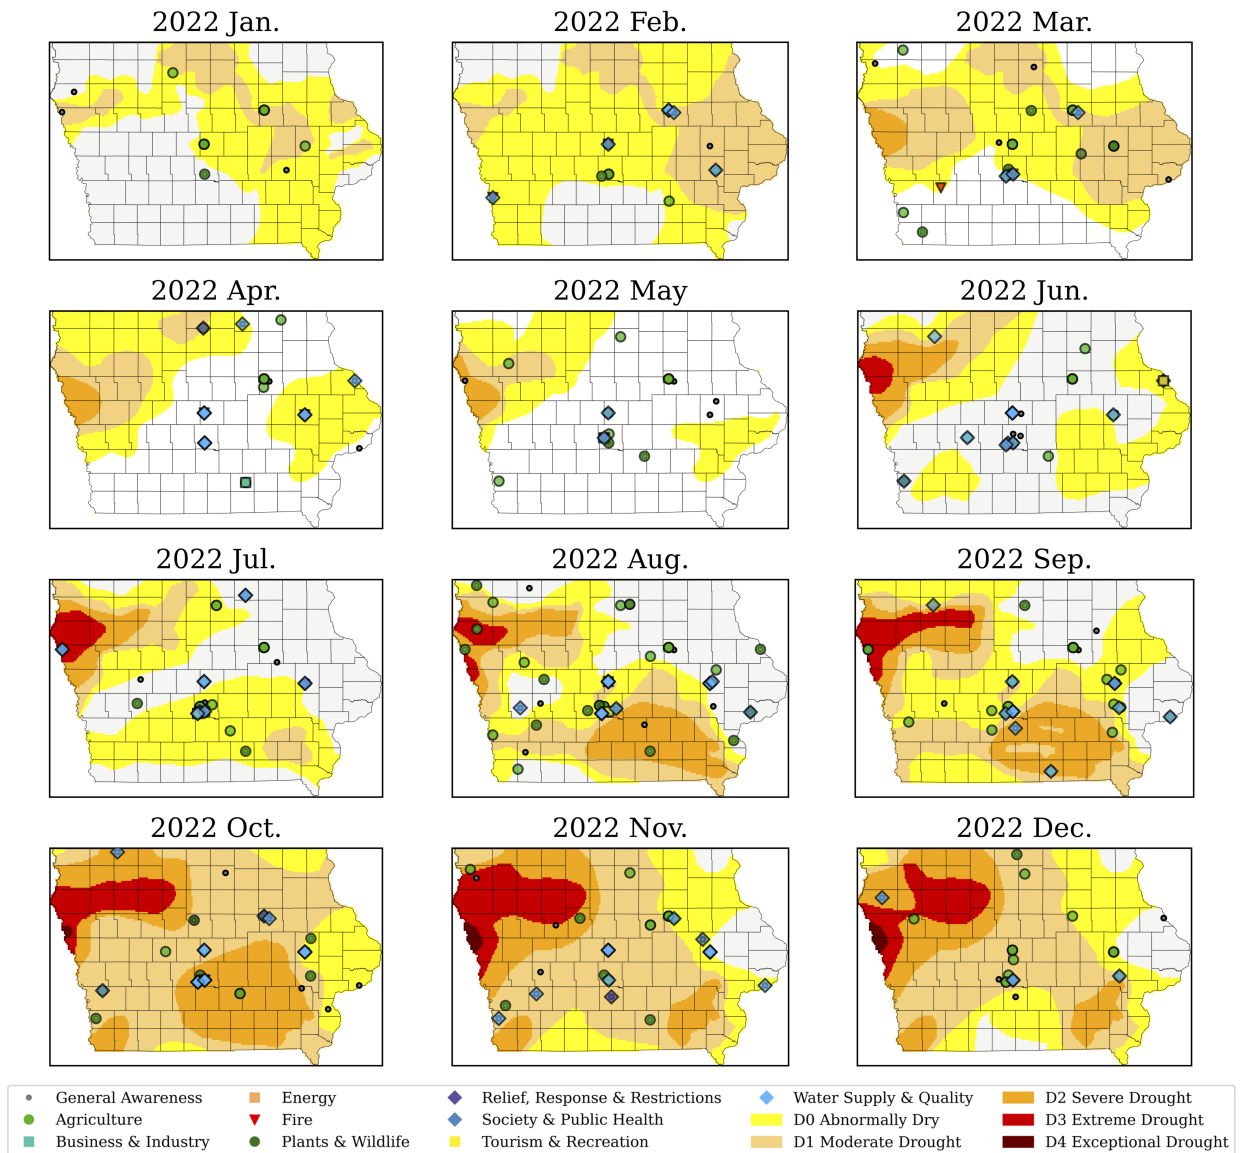 2022 Jan.
2022 Feb.
2022 Mar.
2022 Apr.
2022 May
2022 Jun.
2022 Jul.
2022 Aug.
2022 Sep.
2022 Oct.
2022 Nov.
2022 Dec.
General Awareness
Agriculture
Business & Industry
Energy
Fire
Plants & Wildlife
Relief, Response & Restrictions
Society & Public Health
Tourism & Recreation
Water Supply & Quality
D0 Abnormally Dry
D1 Moderate Drought
D2 Severe Drought
D3 Extreme Drought
D4 Exceptional Drought